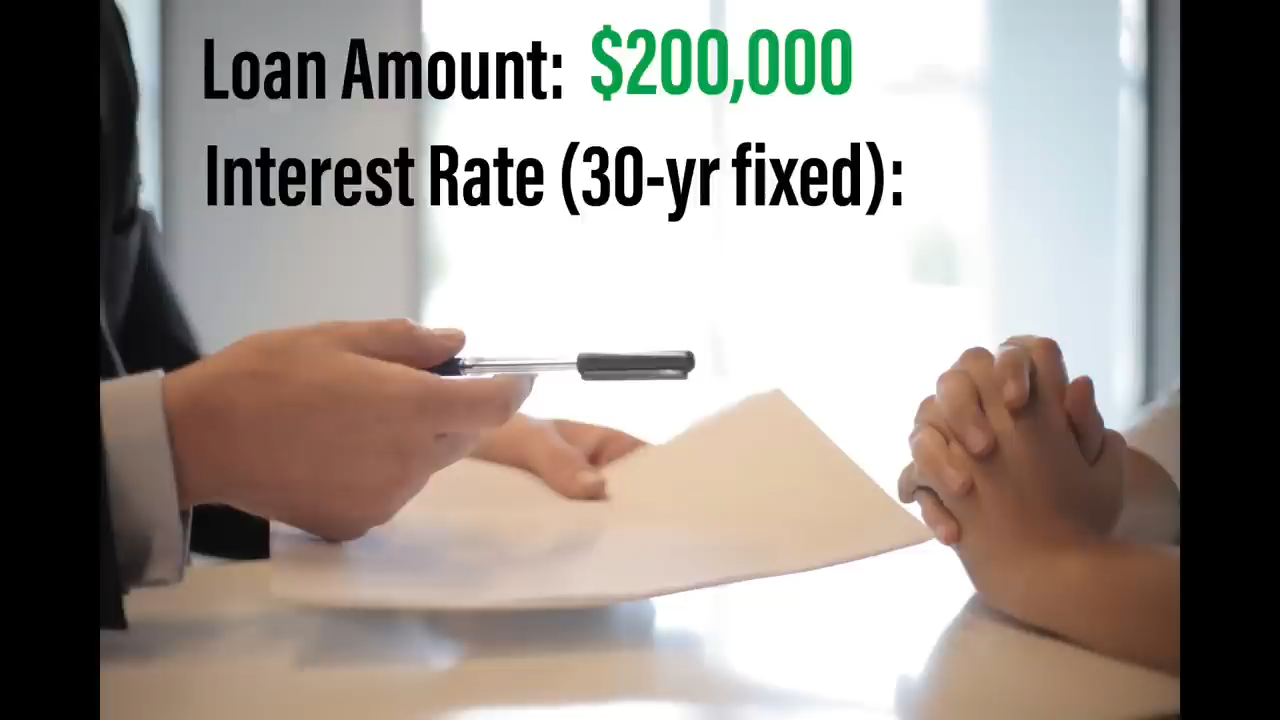 Loan Amount: $200,000
Interest Rate (30-yr fixed):